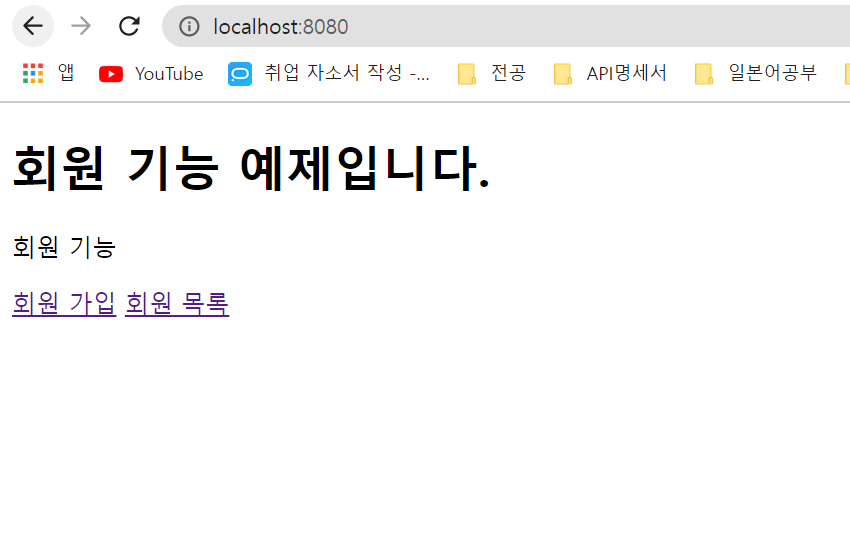 localhost:8080
앱 YouTube 취업 자소서 작성 -... 전공 API명세서 일본어공부
회원 기능 예제입니다.
회원 기능
회원 가입 회원 목록